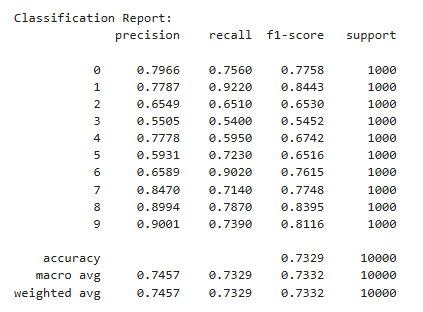 Classification Report:
precision recall f1-score support
0 0.7966 0.7560 0.7758 1000
1 0.7787 0.9220 0.8443 1000
2 0.6549 0.6510 0.6530 1000
3 0.5505 0.5400 0.5452 1000
4 0.7778 0.5950 0.6742 1000
5 0.5931 0.7230 0.6516 1000
6 0.6589 0.9020 0.7615 1000
7 0.8470 0.7140 0.7748 1000
8 0.8994 0.7870 0.8395 1000
9 0.9001 0.7390 0.8116 1000
accuracy 0.7329 10000
macro avg 0.7457 0.7329 0.7332 10000
weighted avg 0.7457 0.7329 0.7332 10000